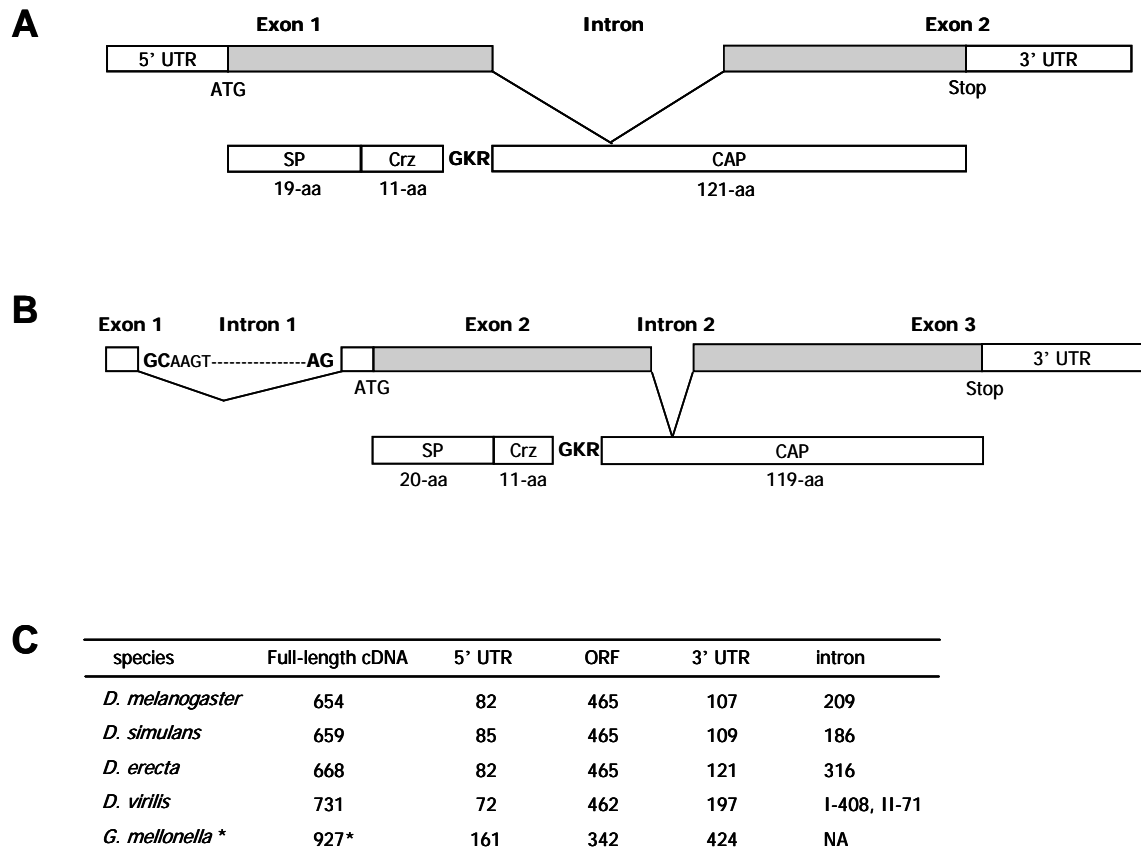 A
Exon 1 Intron Exon 2
5’ UTR 3’ UTR
ATG Stop
SP Crz GKR CAP
19-aa 11-aa 121-aa
B
Exon 1 Intron 1 Exon 2 Intron 2 Exon 3
GCAAGT--------------AG 3’ UTR
ATG Stop
SP Crz GKR CAP
20-aa 11-aa 119-aa
C
species Full-length cDNA 5’ UTR ORF 3’ UTR intron
D. melanogaster 654 82 465 107 209
D. simulans 659 85 465 109 186
D. erecta 668 82 465 121 316
D. virilis 731 72 462 197 I-408, II-71
G. mellonella * 927* 161 342 424 NA